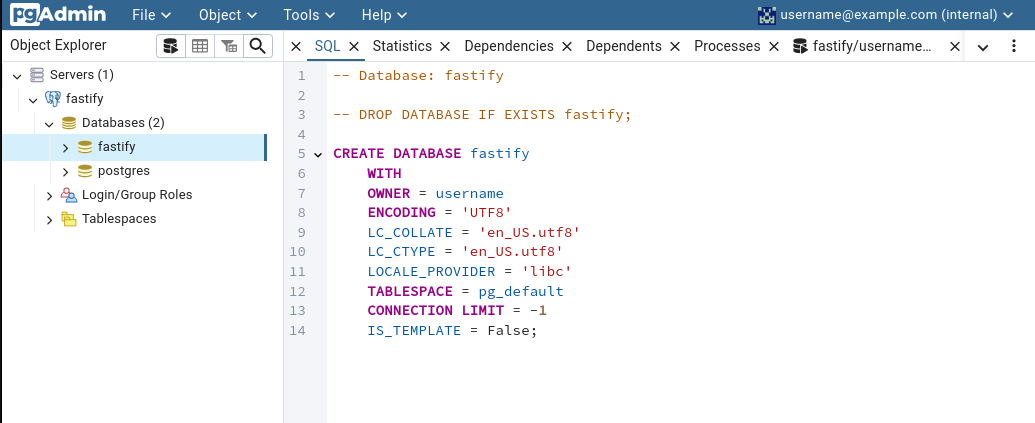 pgAdmin File Object Tools Help username@example.com (internal)
Object Explorer SQL Statistics Dependencies Dependents Processes fastify/username...
Servers (1)
fastify
Databases (2)
fastify
postgres
Login/Group Roles
Tablespaces
1 -- Database: fastify
2
3 -- DROP DATABASE IF EXISTS fastify;
4
5 CREATE DATABASE fastify
6 WITH
7 OWNER = username
8 ENCODING = 'UTF8'
9 LC_COLLATE = 'en_US.utf8'
10 LC_CTYPE = 'en_US.utf8'
11 LOCALE_PROVIDER = 'libc'
12 TABLESPACE = pg_default
13 CONNECTION LIMIT = -1
14 IS_TEMPLATE = False;